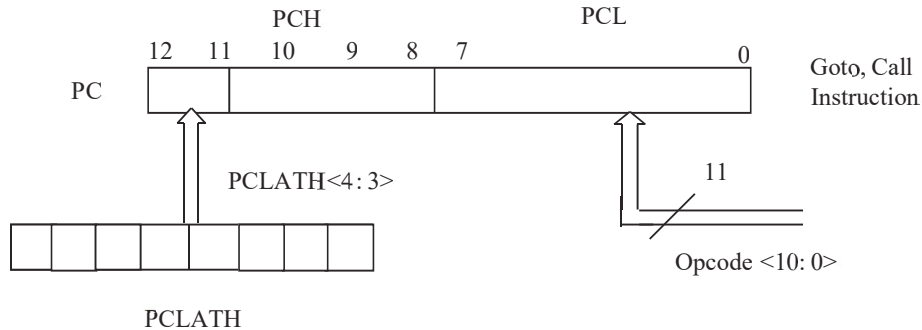 PCH PCL
12 11 10 9 8 7 0
PC
Goto, Call
Instruction
PCLATH<4: 3>
11
Opcode <10: 0>
PCLATH